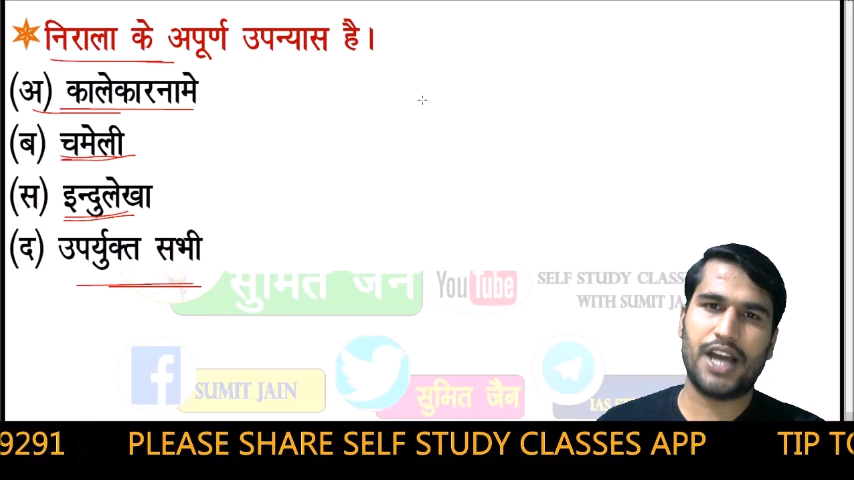 निराला के अपूर्ण उपन्यास है।
(अ) कालेकारनामे
(ब) चमेली
(स) इन्दुलेखा
(द) उपर्युक्त सभी
सुमित जैन
YouTube
SELF STUDY CLASS
WITH SUMIT JA
SUMIT JAIN
सुमित जैन
IAS
9291 PLEASE SHARE SELF STUDY CLASSES APP TIP TO